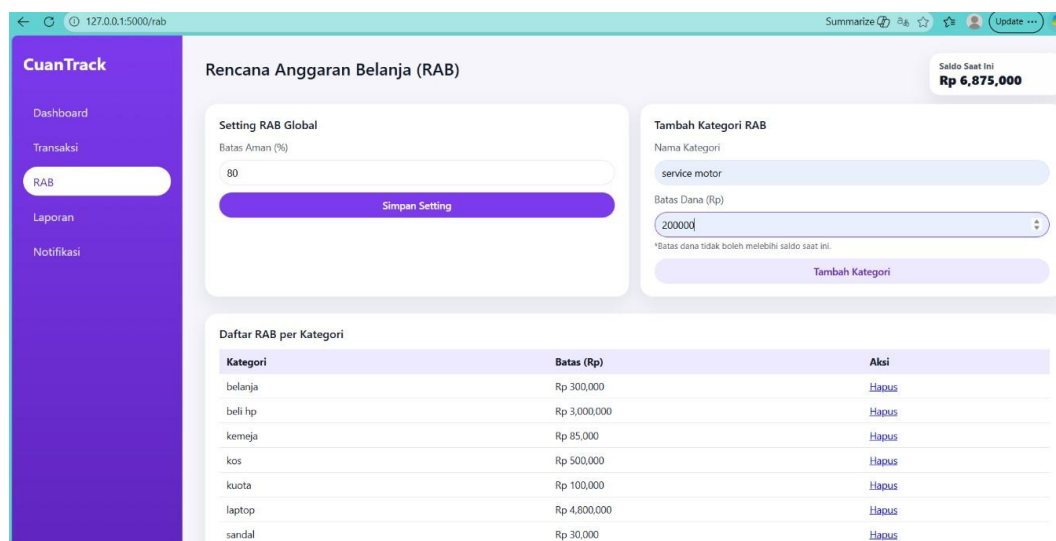 127.0.0.1:5000/rab
Summarize
Update ...
CuanTrack
Dashboard
Transaksi
RAB
Laporan
Notifikasi
Rencana Anggaran Belanja (RAB)
Saldo Saat Ini
Rp 6,875,000
Setting RAB Global
Batas Aman (%)
80
Simpan Setting
Tambah Kategori RAB
Nama Kategori
service motor
Batas Dana (Rp)
200000
*Batas dana tidak boleh melebihi saldo saat ini.
Tambah Kategori
Daftar RAB per Kategori
Kategori Batas (Rp) Aksi
belanja Rp 300,000 Hapus
beli hp Rp 3,000,000 Hapus
kemeja Rp 85,000 Hapus
kos Rp 500,000 Hapus
kuota Rp 100,000 Hapus
laptop Rp 4,800,000 Hapus
sandal Rp 30,000 Hapus